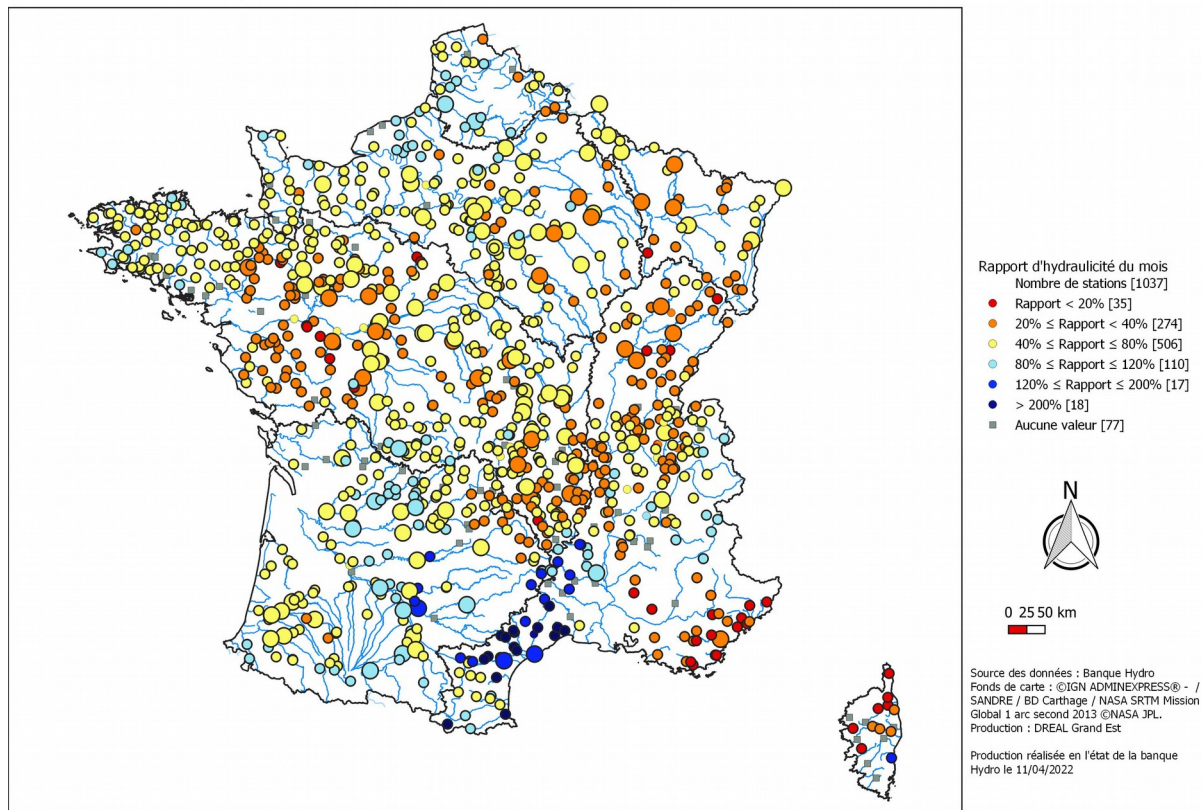 Rapport d'hydraulicité du mois
Nombre de stations [1037]
Rapport < 20% [35]
20% ≤ Rapport < 40% [274]
40% ≤ Rapport ≤ 80% [506]
80% ≤ Rapport ≤ 120% [110]
120% ≤ Rapport ≤ 200% [17]
> 200% [18]
Aucune valeur [77]
N
0 25 50 km
Source des données : Banque Hydro
Fonds de carte : ©IGN ADMINEXPRESS® - /
SANDRE / BD Carthage / NASA SRTM Mission
Global 1 arc second 2013 ©NASA JPL.
Production : DREAL Grand Est
Production réalisée en l'état de la banque
Hydro le 11/04/2022